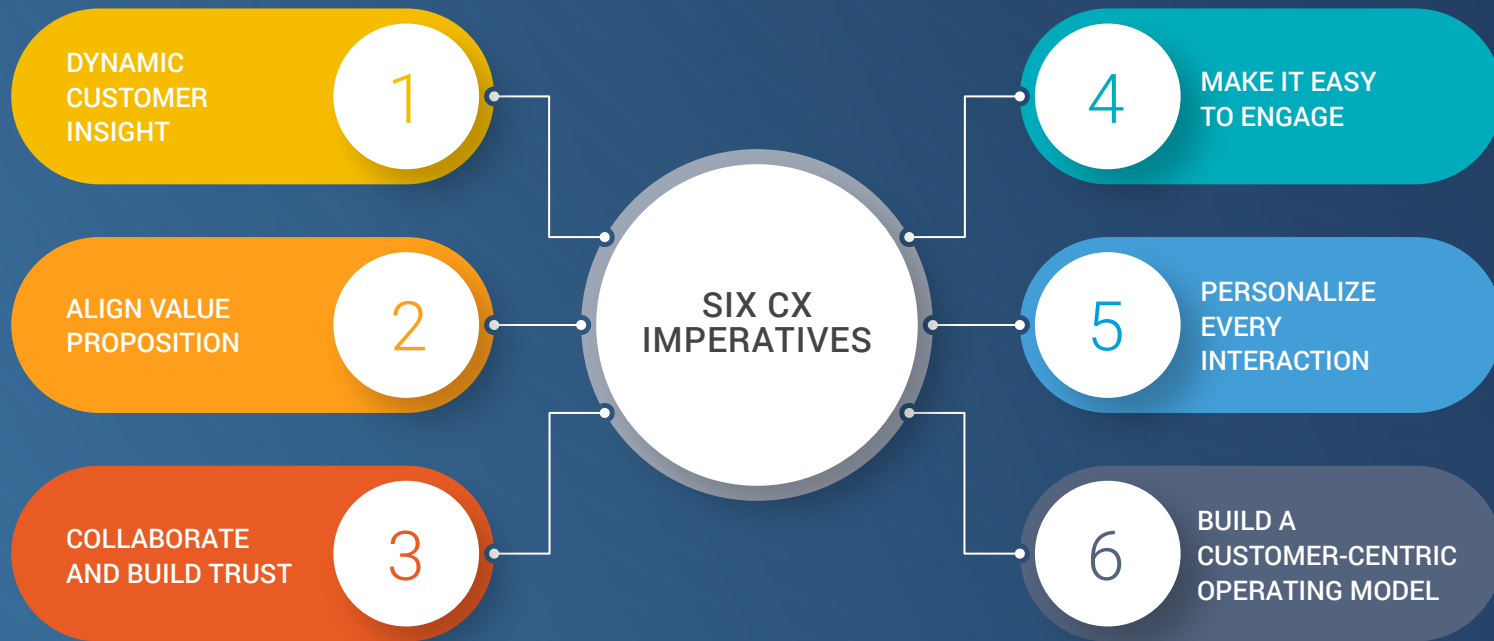 DYNAMIC
CUSTOMER
INSIGHT
1
ALIGN VALUE
PROPOSITION
2
COLLABORATE
AND BUILD TRUST
3
SIX CX
IMPERATIVES
4
MAKE IT EASY
TO ENGAGE
5
PERSONALIZE
EVERY
INTERACTION
6
BUILD A
CUSTOMER-CENTRIC
OPERATING MODEL